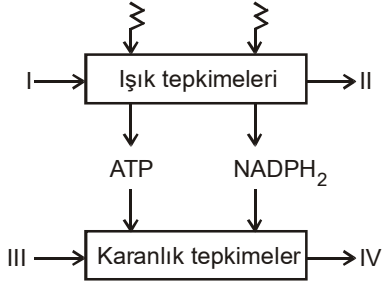 I Işık tepkimeleri II
ATP NADPH₂
III Karanlık tepkimeler IV